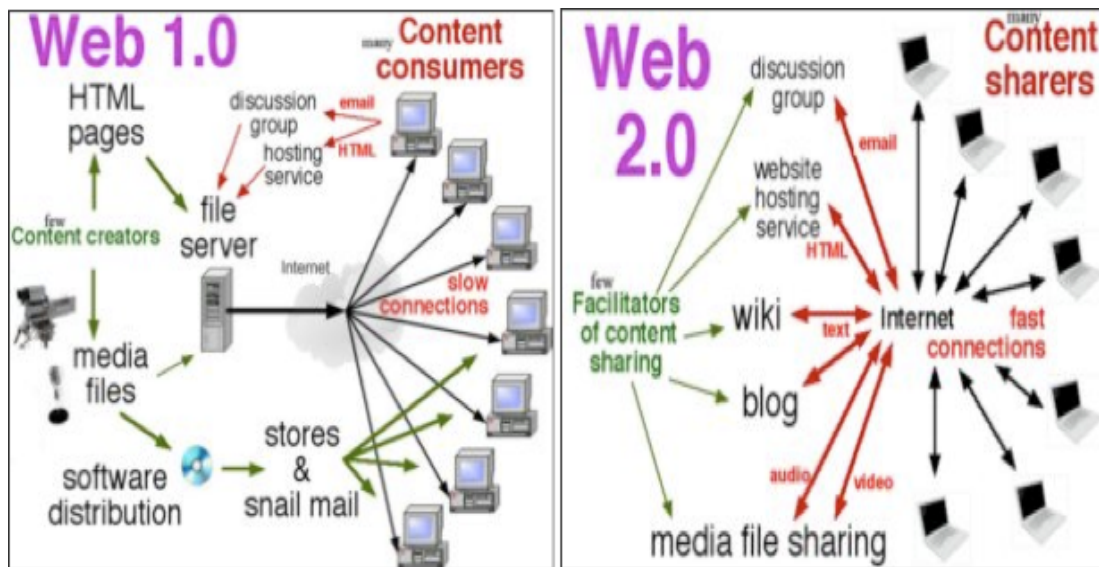 Web 1.0
many
Content
consumers
HTML
pages
discussion
group
email
hosting
service
HTML
few
Content creators
file
server
Internet
slow
connections
media
files
software
distribution
stores
&
snail mail
Web
2.0
many
Content
sharers
discussion
group
email
website
hosting
service
HTML
few
Facilitators
of content
sharing
wiki
text
Internet
fast
connections
blog
audio
video
media file sharing